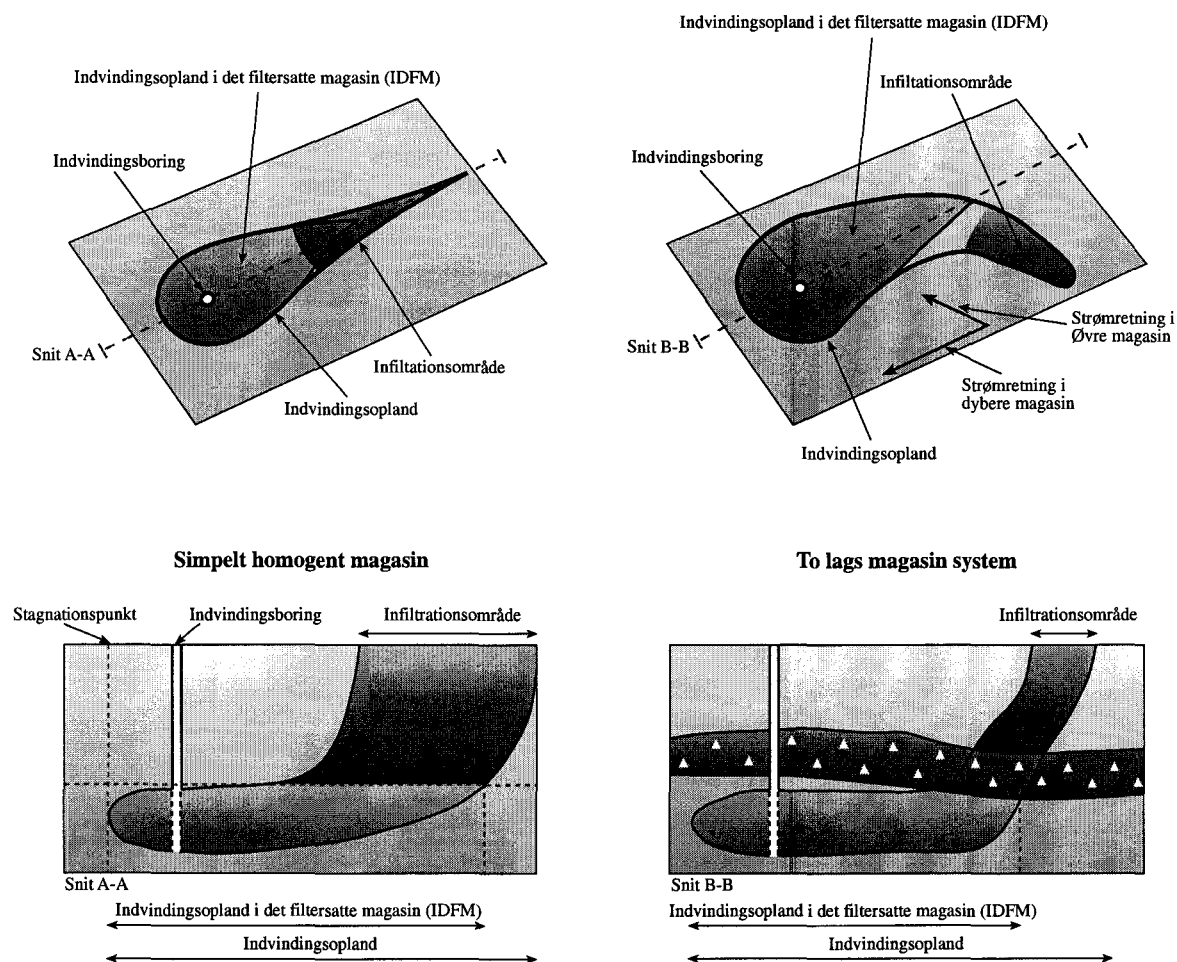 Indvindingsopland i det filtersatte magasin (IDFM)
Indvindingsboring
Snit A-A
Infiltationsområde
Indvindingsopland
Indvindingsopland i det filtersatte magasin (IDFM)
Infiltationsområde
Indvindingsboring
Snit B-B
Strømretning i
Øvre magasin
Strømretning i
dybere magasin
Indvindingsopland
Simpelt homogent magasin
Stagnationspunkt
Indvindingsboring
Infiltrationsområde
Snit A-A
Indvindingsopland i det filtersatte magasin (IDFM)
Indvindingsopland
To lags magasin system
Infiltrationsområde
Snit B-B
Indvindingsopland i det filtersatte magasin (IDFM)
Indvindingsopland